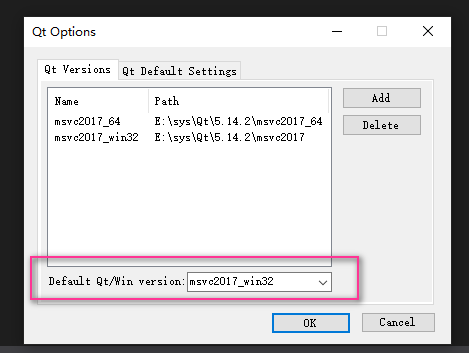 Qt Options
Qt Versions Qt Default Settings
Name Path
msvc2017_64 E:\sys\Qt\5.14.2\msvc2017_64
msvc2017_win32 E:\sys\Qt\5.14.2\msvc2017
Add
Delete
Default Qt/Win version: msvc2017_win32
OK Cancel